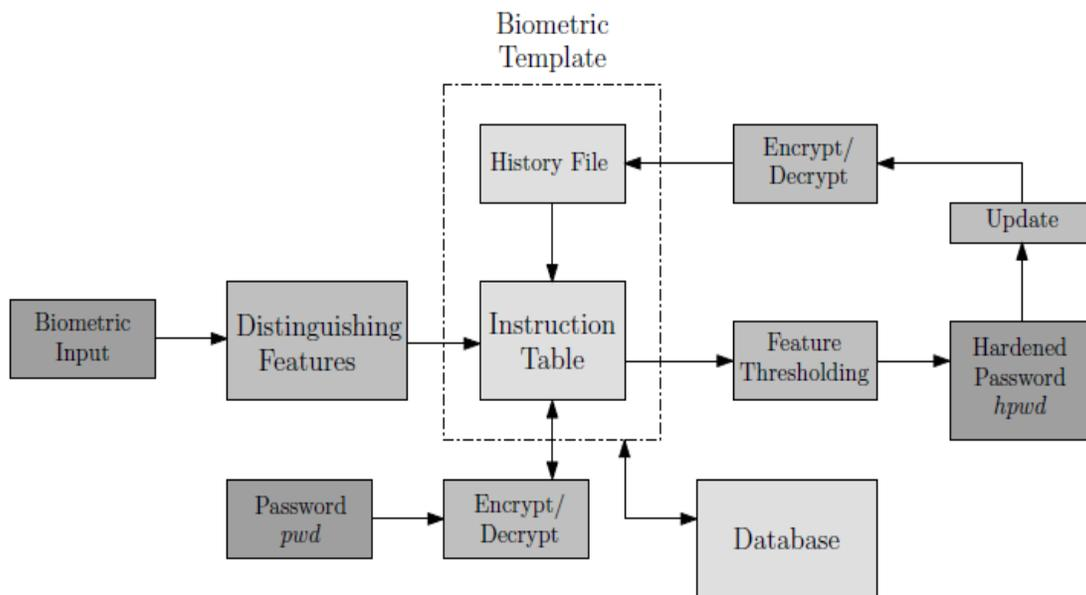 Biometric
Template
History File
Encrypt/
Decrypt
Update
Biometric
Input
Distinguishing
Features
Instruction
Table
Feature
Thresholding
Hardened
Password
hpwd
Password
pwd
Encrypt/
Decrypt
Database